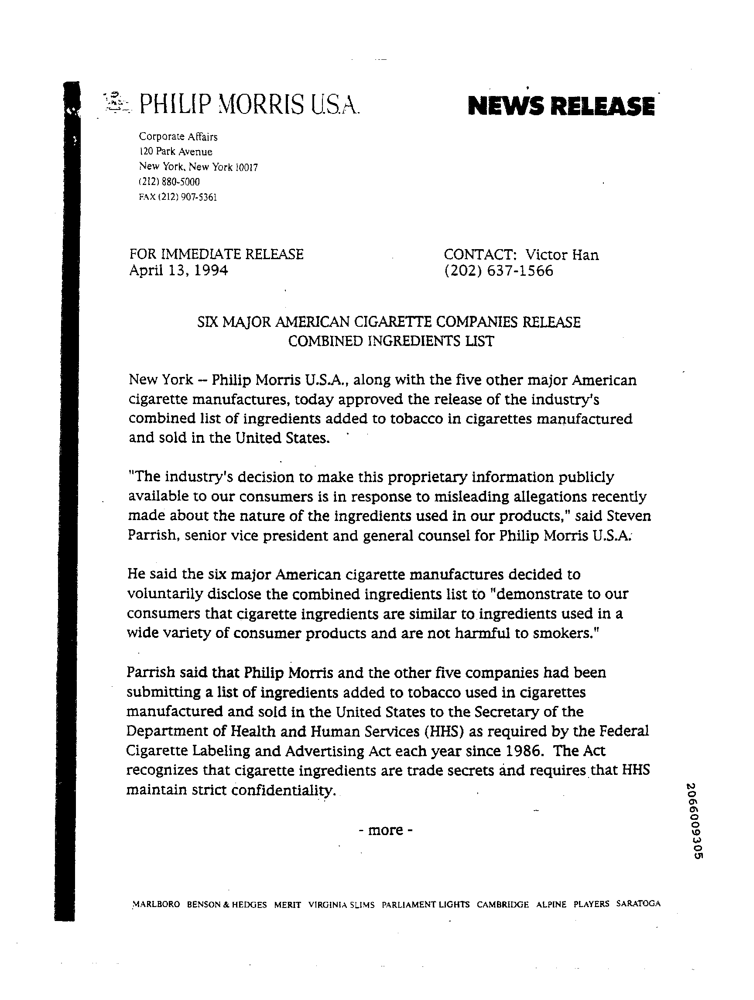 PHILIP MORRIS U.S.A.
NEWS RELEASE
Corporate Affairs
120 Park Avenue
New York, New York 10017
(212) 880-5000
FAX (212) 907-5361
FOR IMMEDIATE RELEASE
April 13, 1994
CONTACT: Victor Han
(202) 637-1566
SIX MAJOR AMERICAN CIGARETTE COMPANIES RELEASE
COMBINED INGREDIENTS LIST
New York -- Philip Morris U.S.A., along with the five other major American
cigarette manufactures, today approved the release of the industry's
combined list of ingredients added to tobacco in cigarettes manufactured
and sold in the United States.
"The industry's decision to make this proprietary information publicly
available to our consumers is in response to misleading allegations recently
made about the nature of the ingredients used in our products," said Steven
Parrish, senior vice president and general counsel for Philip Morris U.S.A.
He said the six major American cigarette manufactures decided to
voluntarily disclose the combined ingredients list to "demonstrate to our
consumers that cigarette ingredients are similar to ingredients used in a
wide variety of consumer products and are not harmful to smokers."
Parrish said that Philip Morris and the other five companies had been
submitting a list of ingredients added to tobacco used in cigarettes
manufactured and sold in the United States to the Secretary of the
Department of Health and Human Services (HHS) as required by the Federal
Cigarette Labeling and Advertising Act each year since 1986. The Act
recognizes that cigarette ingredients are trade secrets and requires that HHS
maintain strict confidentiality.
- more -
2066009305
MARLBORO BENSON & HEDGES MERIT VIRGINIA SLIMS PARLIAMENT LIGHTS CAMBRIDGE ALPINE PLAYERS SARATOGA